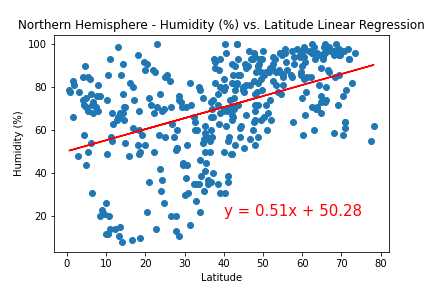 Northern Hemisphere - Humidity (%) vs. Latitude Linear Regression
100
80
60
40
20
Humidity (%)
y = 0.51x + 50.28
0 10 20 30 40 50 60 70 80
Latitude